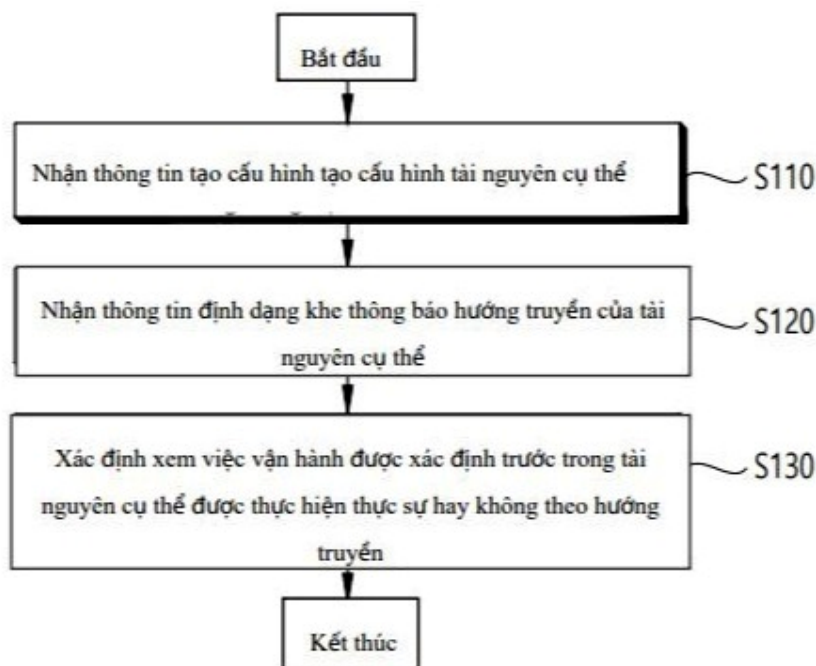 Bắt đầu
Nhận thông tin tạo cấu hình tạo cấu hình tài nguyên cụ thể
S110
Nhận thông tin định dạng khe thông báo hướng truyền của tài
nguyên cụ thể
S120
Xác định xem việc vận hành được xác định trước trong tài
nguyên cụ thể được thực hiện thực sự hay không theo hướng
truyền
S130
Kết thúc